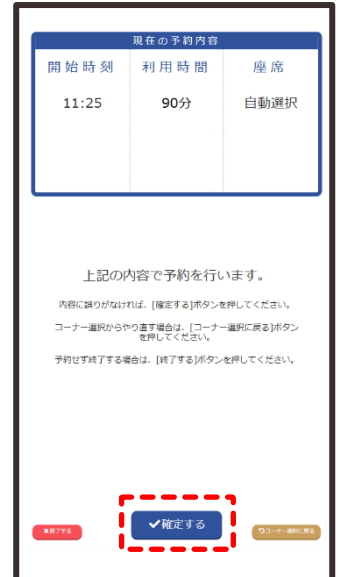 現在の予約内容
開始時刻 利用時間 座席
11:25 90分 自動選択
上記の内容で予約を行います。
内容に誤りがなければ、[確定する]ボタンを押してください。
コーナー選択からやり直す場合は、[コーナー選択に戻る]ボタン
を押してください。
予約せず終了する場合は、[終了する]ボタンを押してください。
✖終了する ✔確定する ⮌コーナー選択に戻る